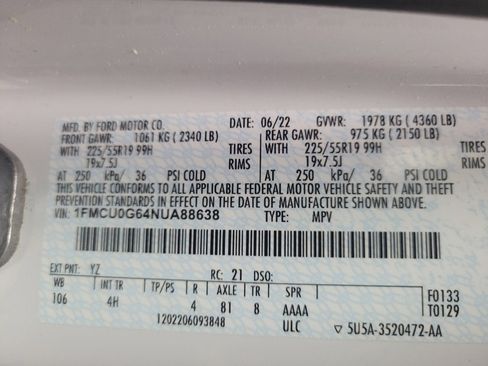 MFD. BY FORD MOTOR CO. DATE: 06/22 GVWR: 1978 KG (4360 LB)
FRONT GAWR: 1061 KG (2340 LB) REAR GAWR: 975 KG (2150 LB)
WITH 225/55R19 99H TIRES WITH 225/55R19 99H TIRES
19x7.5J RIMS 19x7.5J RIMS
AT 250 kPa/ 36 PSI COLD AT 250 kPa/ 36 PSI COLD
THIS VEHICLE CONFORMS TO ALL APPLICABLE FEDERAL MOTOR VEHICLE SAFETY AND THEFT
PREVENTION STANDARDS IN EFFECT ON THE DATE OF MANUFACTURE SHOWN ABOVE.
VIN: 1FMCU0G64NUA88638 TYPE: MPV
EXT PNT: YZ RC: 21 DSO:
WB INT TR TP/PS R AXLE TR SPR F0133
106 4H 4 81 8 AAAA T0129
1202206093848 ULC ▽ 5U5A-3520472-AA